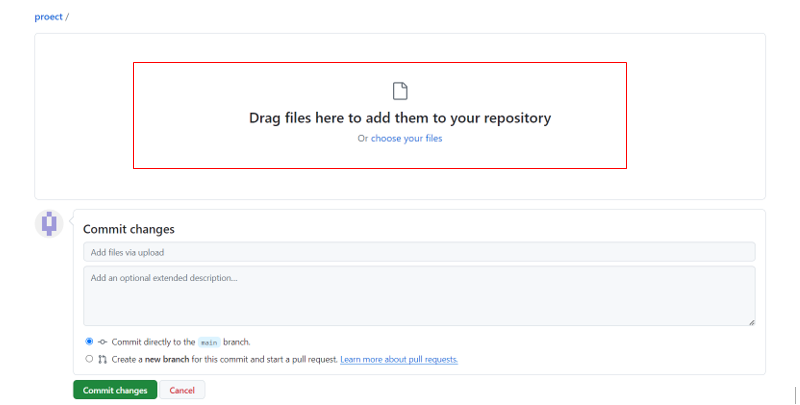 proect /
Drag files here to add them to your repository
Or choose your files
Commit changes
Add files via upload
Add an optional extended description...
Commit directly to the main branch.
Create a new branch for this commit and start a pull request. Learn more about pull requests.
Commit changes
Cancel